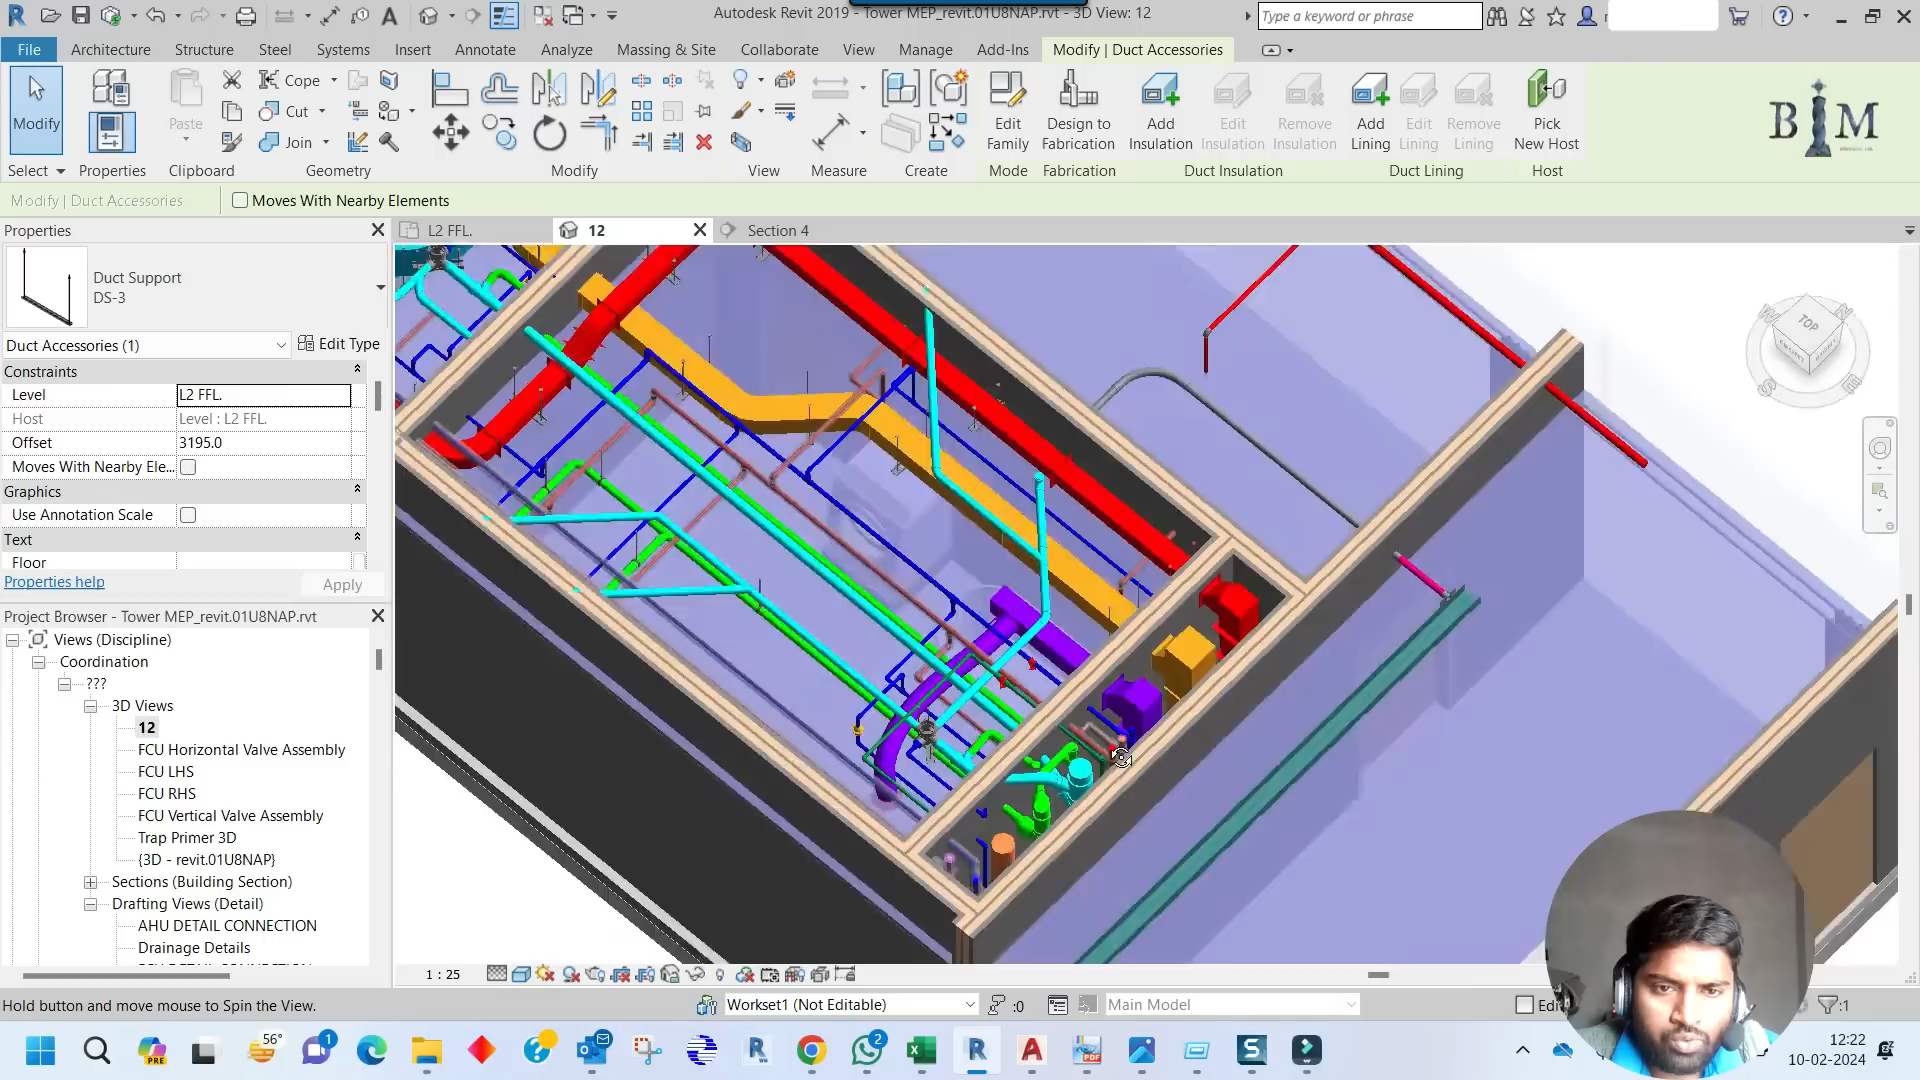 Autodesk Revit 2019 - Tower MEP_revit.01U8NAP.rvt - 3D View: 12
Type a keyword or phrase
File Architecture Structure Steel Systems Insert Annotate Analyze Massing & Site Collaborate View Manage Add-Ins Modify | Duct Accessories
Modify
Paste
Cope
Cut
Join
Edit Family
Design to Fabrication
Add Insulation
Edit Insulation
Remove Insulation
Add Lining
Edit Lining
Remove Lining
Pick New Host
BIM
Select Properties Clipboard Geometry Modify View Measure Create Mode Fabrication Duct Insulation Duct Lining Host
Modify | Duct Accessories Moves With Nearby Elements
Properties
L2 FFL. 12 Section 4
Duct Support
DS-3
Duct Accessories (1) Edit Type
Constraints
Level L2 FFL.
Host Level : L2 FFL.
Offset 3195.0
Moves With Nearby Ele...
Graphics
Use Annotation Scale
Text
Floor
Properties help Apply
Project Browser - Tower MEP_revit.01U8NAP.rvt
Views (Discipline)
Coordination
???
3D Views
12
FCU Horizontal Valve Assembly
FCU LHS
FCU RHS
FCU Vertical Valve Assembly
Trap Primer 3D
{3D - revit.01U8NAP}
Sections (Building Section)
Drafting Views (Detail)
AHU DETAIL CONNECTION
Drainage Details
TOP
FRONT
W
N
S
E
1 : 25
Hold button and move mouse to Spin the View.
Workset1 (Not Editable)
:0
Main Model
:1
56°
PRE
1
2
12:22
10-02-2024